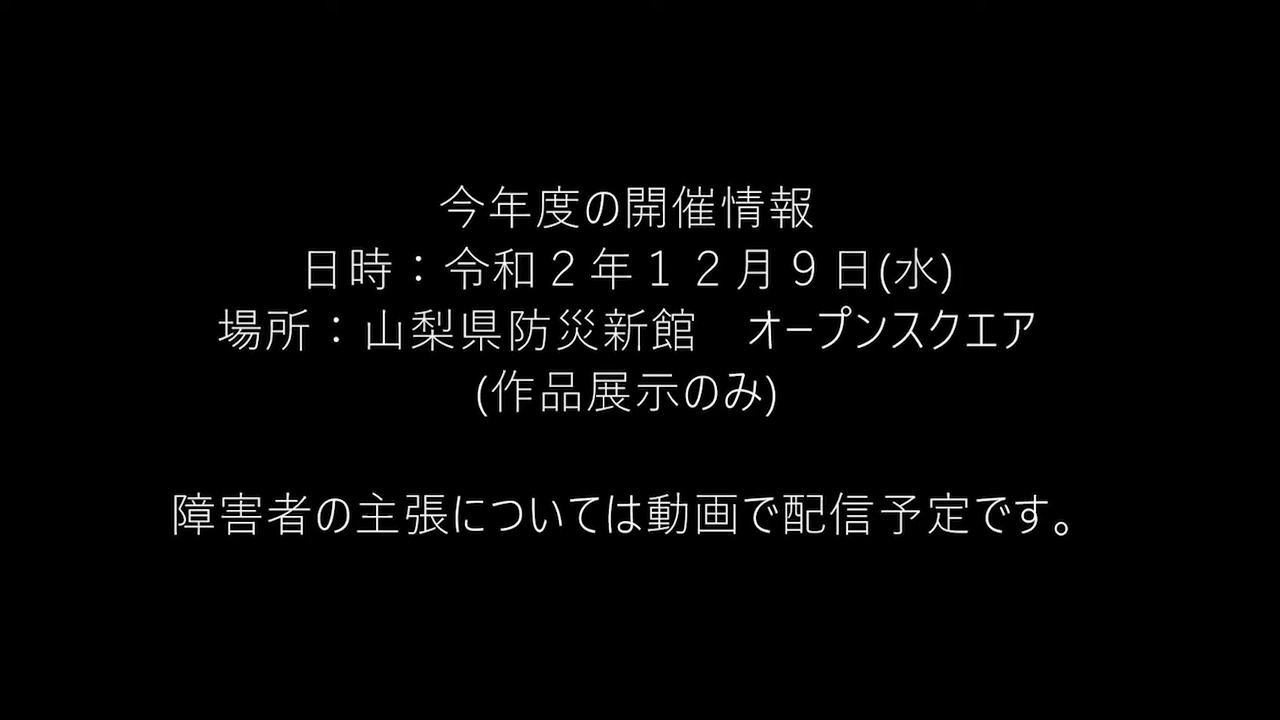 今年度の開催情報
日時：令和２年１２月９日(水)
場所：山梨県防災新館　オープンスクエア
(作品展示のみ)
障害者の主張については動画で配信予定です。